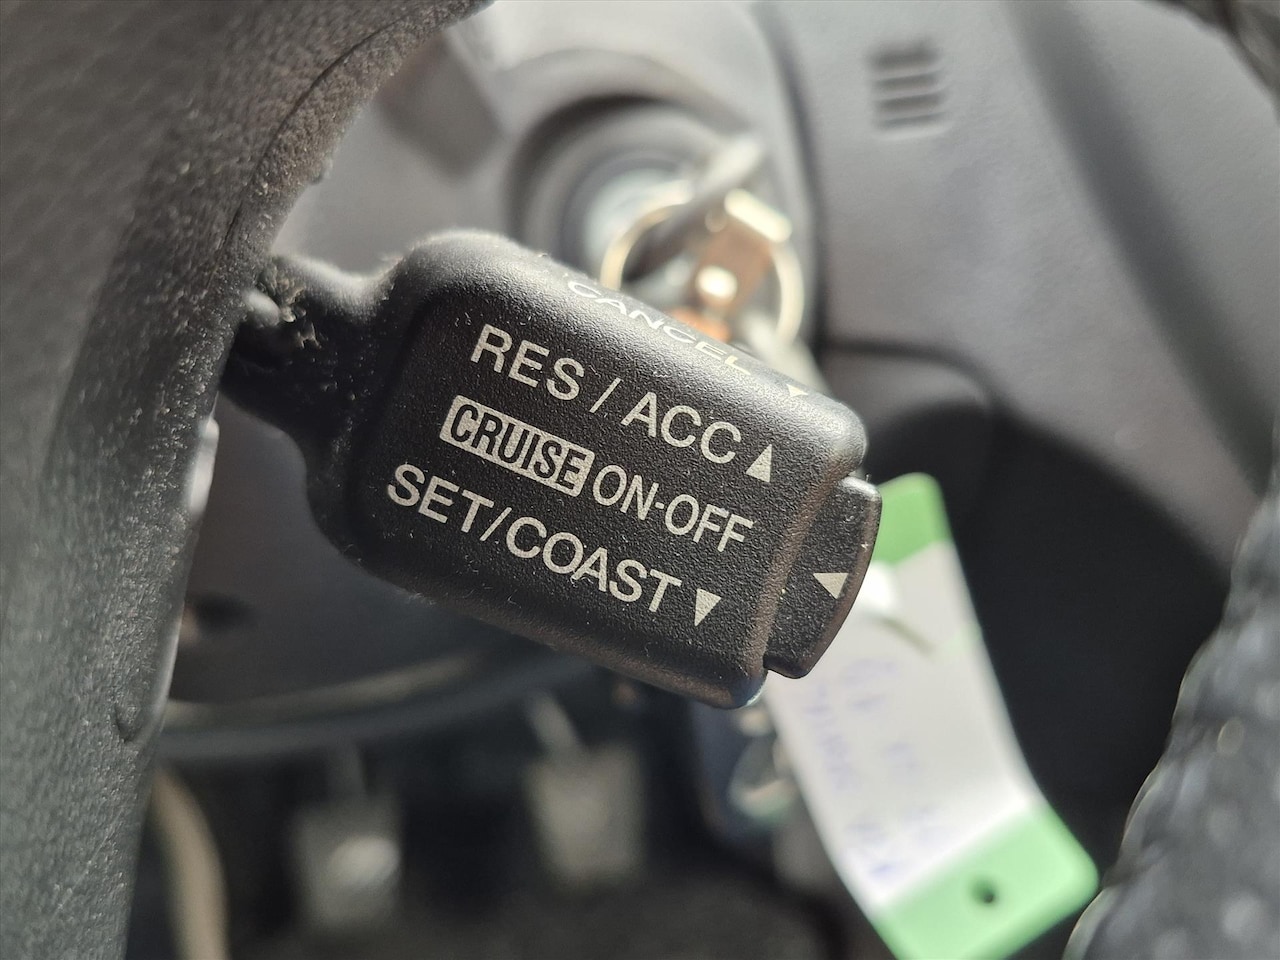 CANCEL ▼
RES / ACC ▲
CRUISE ON-OFF
SET/COAST ▼
◀